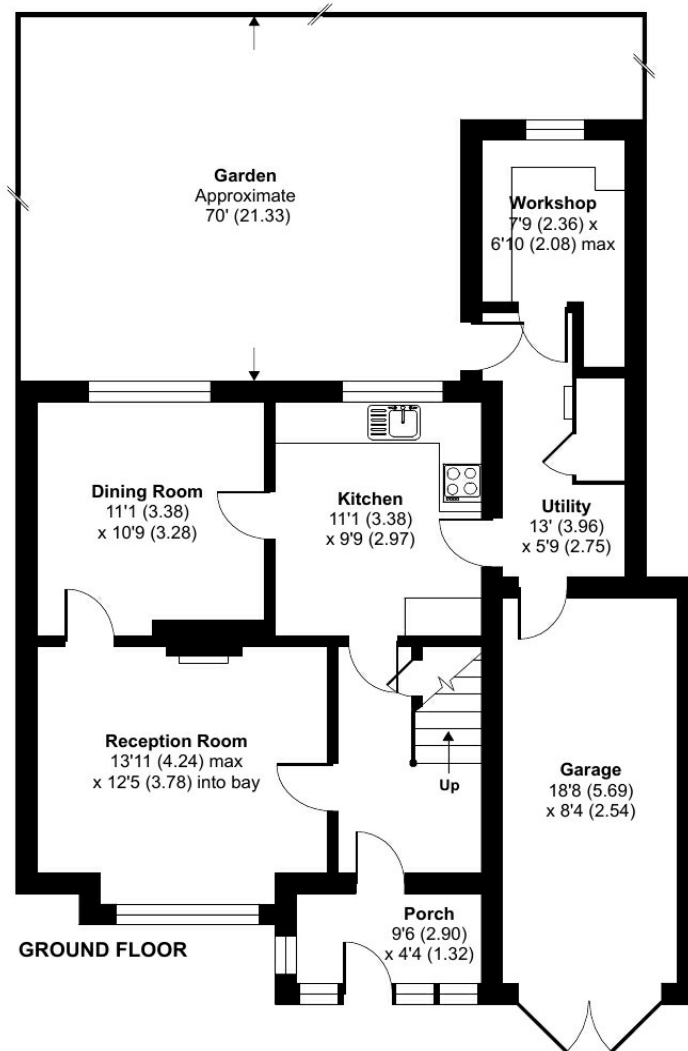 Garden
Approximate
70' (21.33)
Workshop
7'9 (2.36) x
6'10 (2.08) max
Dining Room
11'1 (3.38)
x 10'9 (3.28)
Kitchen
11'1 (3.38)
x 9'9 (2.97)
Utility
13' (3.96)
x 5'9 (2.75)
Reception Room
13'11 (4.24) max
x 12'5 (3.78) into bay
Up
Garage
18'8 (5.69)
x 8'4 (2.54)
Porch
9'6 (2.90)
x 4'4 (1.32)
GROUND FLOOR